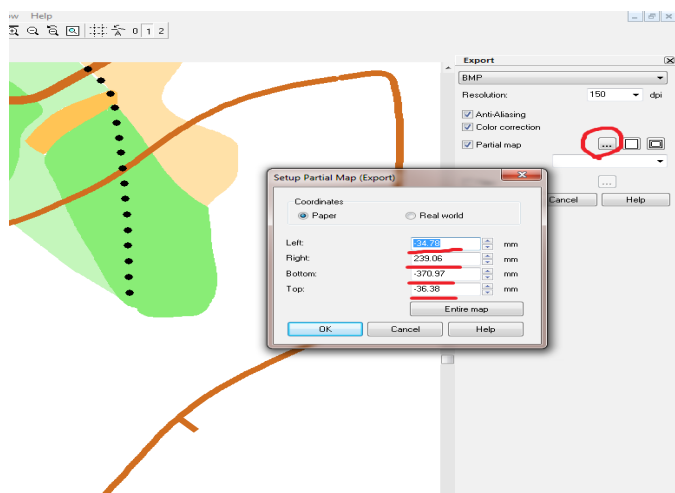 ow Help
0 1 2
Export
BMP
Resolution: 150 dpi
Anti-Aliasing
Color correction
Partial map ...
Setup Partial Map (Export)
Coordinates
Paper Real world
...
Cancel Help
Left: -34.78 mm
Right: 239.06 mm
Bottom: -370.97 mm
Top: -36.38 mm
Entire map
OK Cancel Help